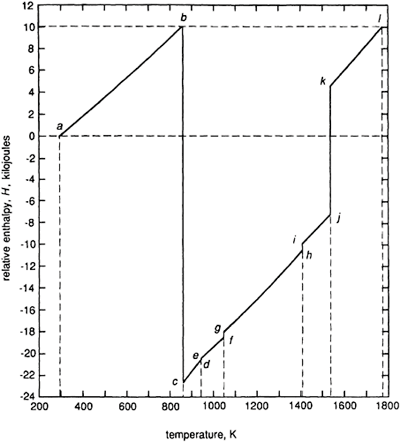 relative enthalpy, H, kilojoules
10
8
6
4
2
0
-2
-4
-6
-8
-10
-12
-14
-16
-18
-20
-22
-24
a
b
c
d
e
f
g
h
i
j
k
l
200 400 600 800 1000 1200 1400 1600 1800
temperature, K